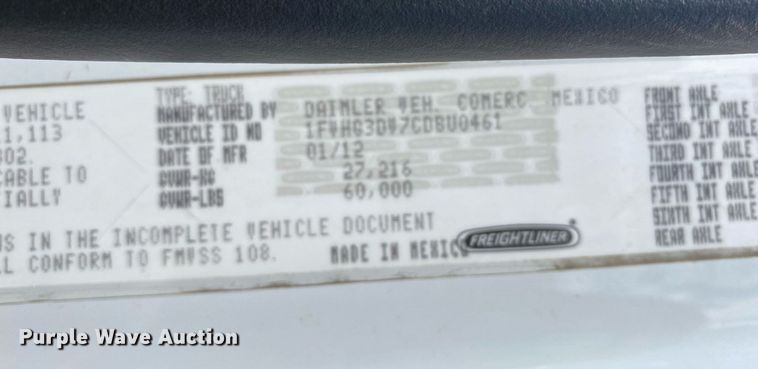 VEHICLE
1,113
302.
CABLE TO
IALLY
US IN THE INCOMPLETE VEHICLE DOCUMENT
LL CONFORM TO FMVSS 108.
TYPE: TRUCK
MANUFACTURED BY DAIMLER VEH. COMERC. MEXICO
VEHICLE ID NO 1FVHG3DV7CDBU0461
DATE OF MFR 01/12
GVWR-KG 27,216
GVWR-LBS 60,000
MADE IN MEXICO
FREIGHTLINER
FRONT AXLE
FIRST INT AXLE
SECOND INT AXLE
THIRD INT AXLE
FOURTH INT AXLE
FIFTH INT AXLE
SIXTH INT AXLE
REAR AXLE
Purple Wave Auction